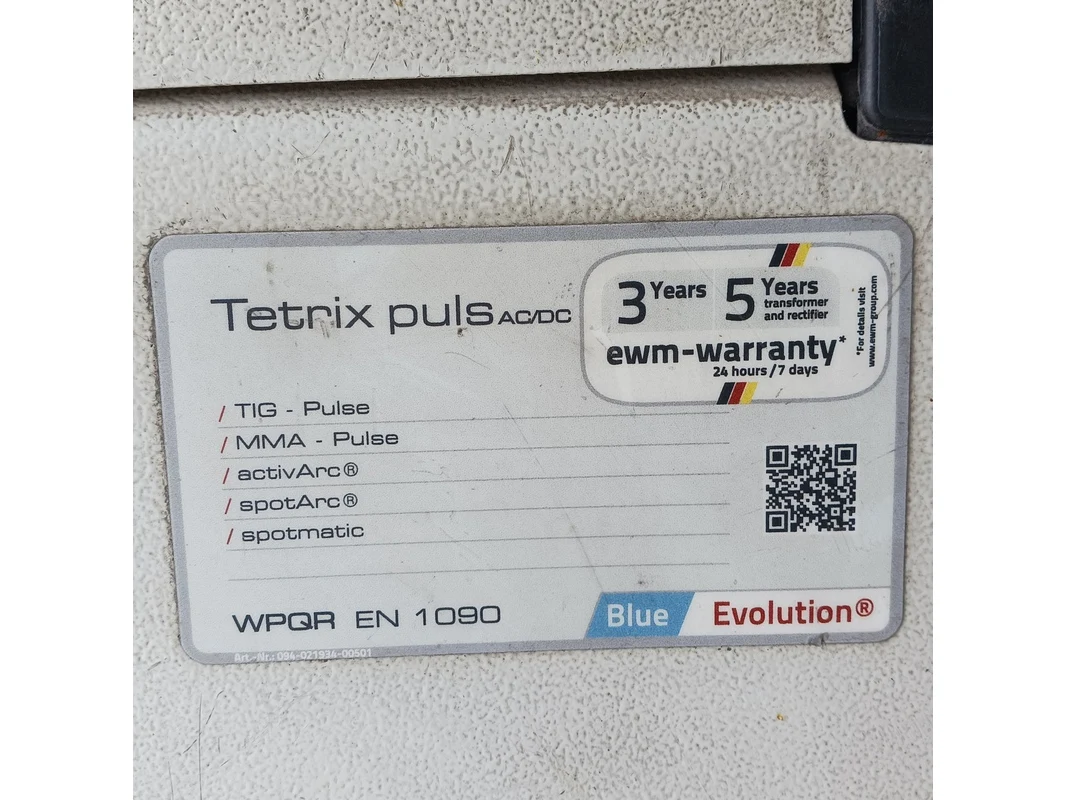 Tetrix puls AC/DC
3 Years 5 Years
transformer
and rectifier
ewm-warranty*
24 hours / 7 days
*For details visit
www.ewm-group.com
/ TIG - Pulse
/ MMA - Pulse
/ activArc®
/ spotArc®
/ spotmatic
WPQR EN 1090
Blue Evolution®
Art.-Nr.: 094-021934-00501